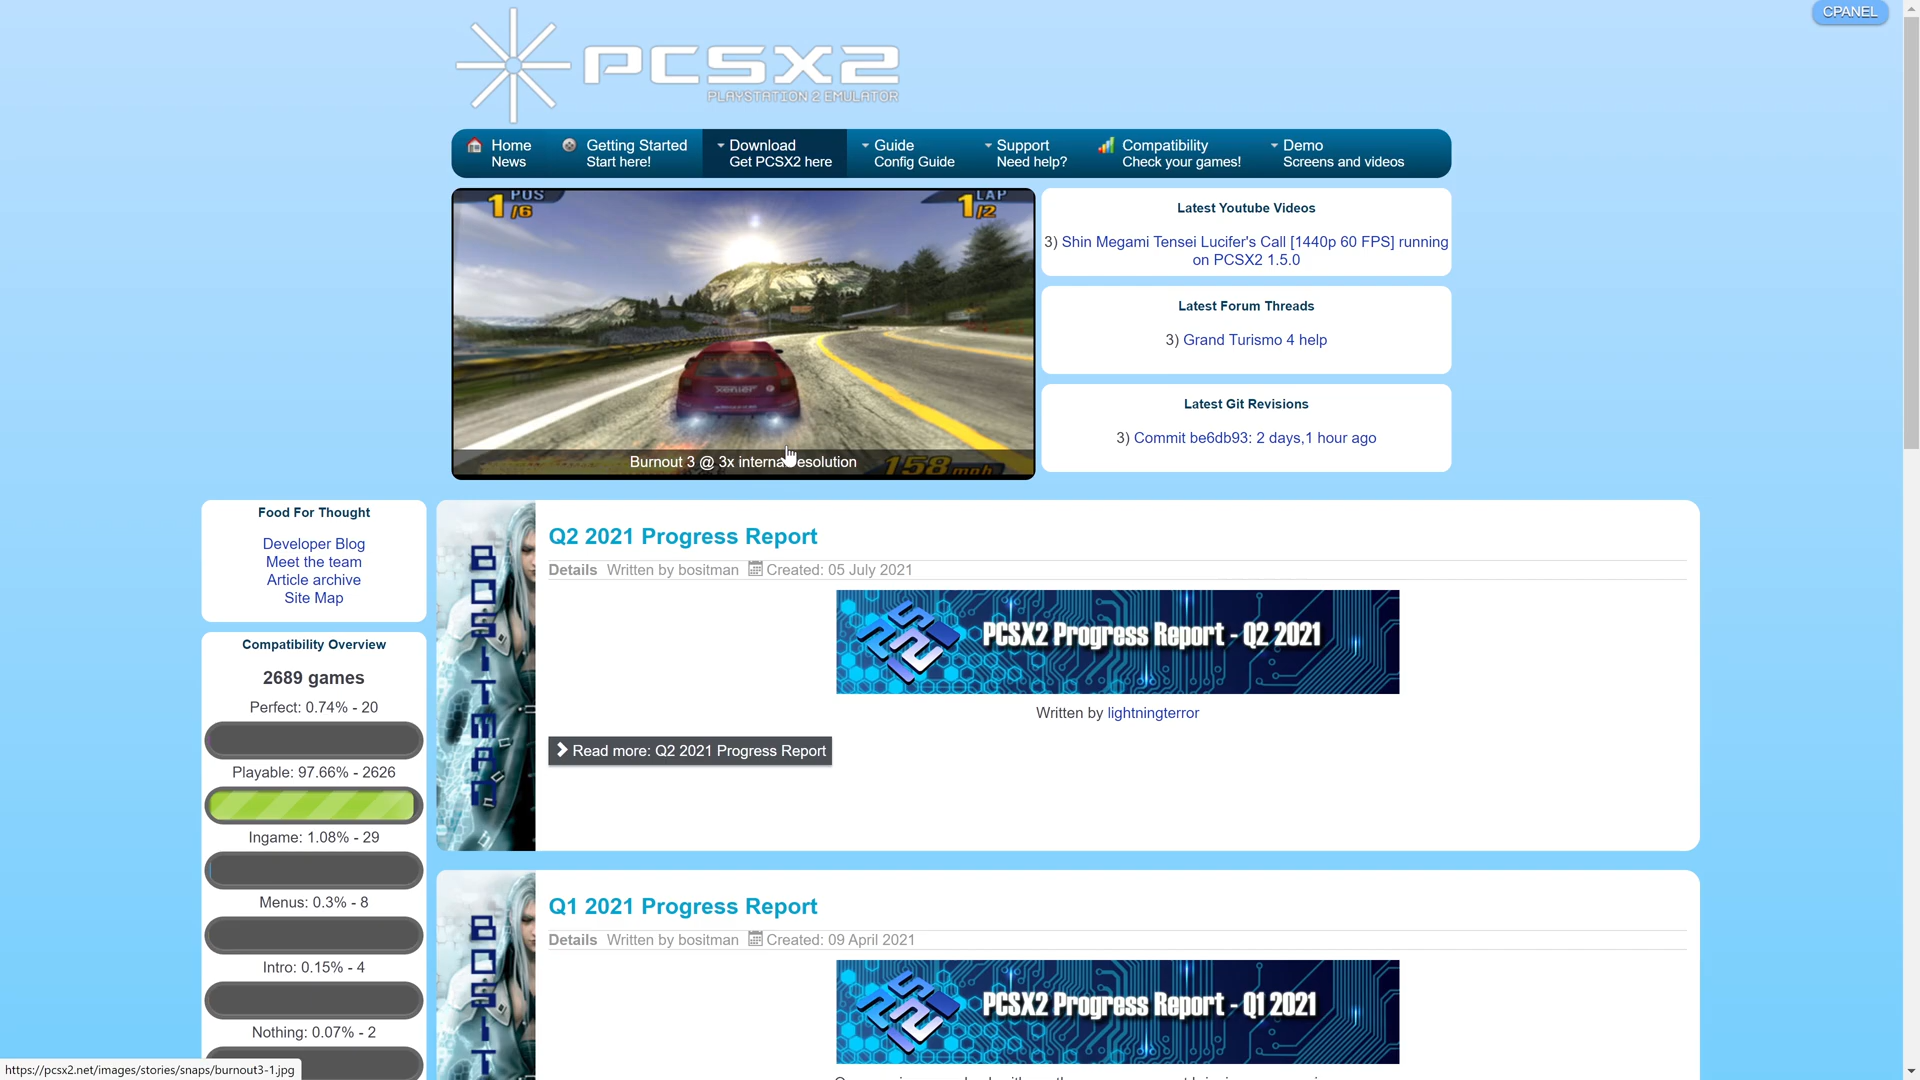 CPANEL
PCSX2
PLAYSTATION 2 EMULATOR
Home
News
Getting Started
Start here!
Download
Get PCSX2 here
Guide
Config Guide
Support
Need help?
Compatibility
Check your games!
Demo
Screens and videos
POS
1/6
LAP
1/2
xenier
Burnout 3 @ 3x interna esolution
158 mph
Latest Youtube Videos
3) Shin Megami Tensei Lucifer's Call [1440p 60 FPS] running
on PCSX2 1.5.0
Latest Forum Threads
3) Grand Turismo 4 help
Latest Git Revisions
3) Commit be6db93: 2 days,1 hour ago
Food For Thought
Developer Blog
Meet the team
Article archive
Site Map
Compatibility Overview
2689 games
Perfect: 0.74% - 20
Playable: 97.66% - 2626
Ingame: 1.08% - 29
Menus: 0.3% - 8
Intro: 0.15% - 4
Nothing: 0.07% - 2
BOSITMAN
Q2 2021 Progress Report
Details Written by bositman Created: 05 July 2021
PCSX2 Progress Report - Q2 2021
Written by lightningterror
Read more: Q2 2021 Progress Report
BOSIT
Q1 2021 Progress Report
Details Written by bositman Created: 09 April 2021
PCSX2 Progress Report - Q1 2021
https://pcsx2.net/images/stories/snaps/burnout3-1.jpg